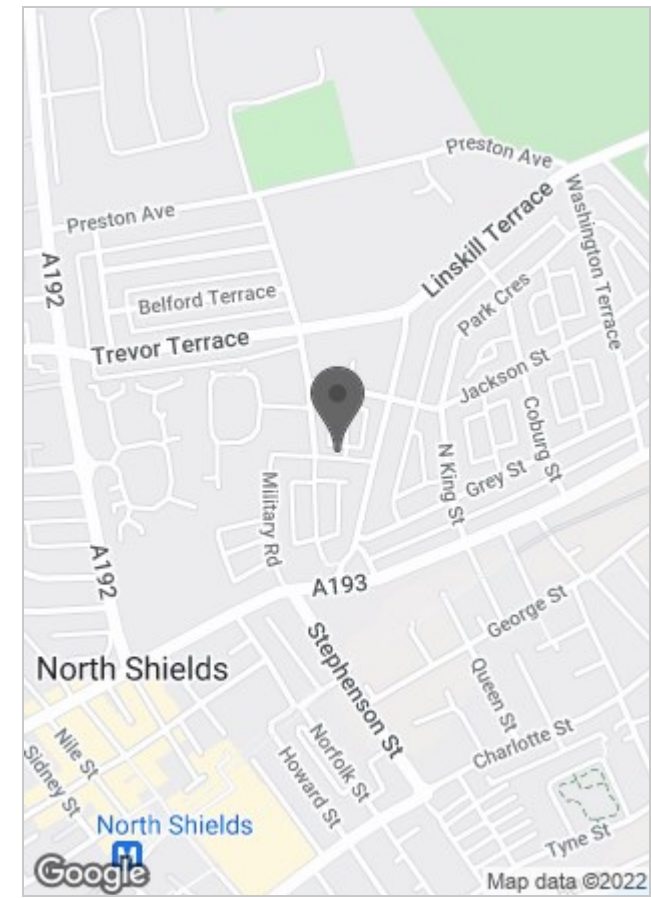 Preston Ave
Washington Terrace
Linskill Terrace
Preston Ave
A192
Belford Terrace
Park Cres
Trevor Terrace
Jackson St
Coburg St
N King St
Grey St
Military Rd
A192
A193
George St
Stephenson St
North Shields
Queen St
Charlotte St
Nile St
Norfolk St
Sidney St
Howard St
North Shields
M
Tyne St
Google
Map data ©2022